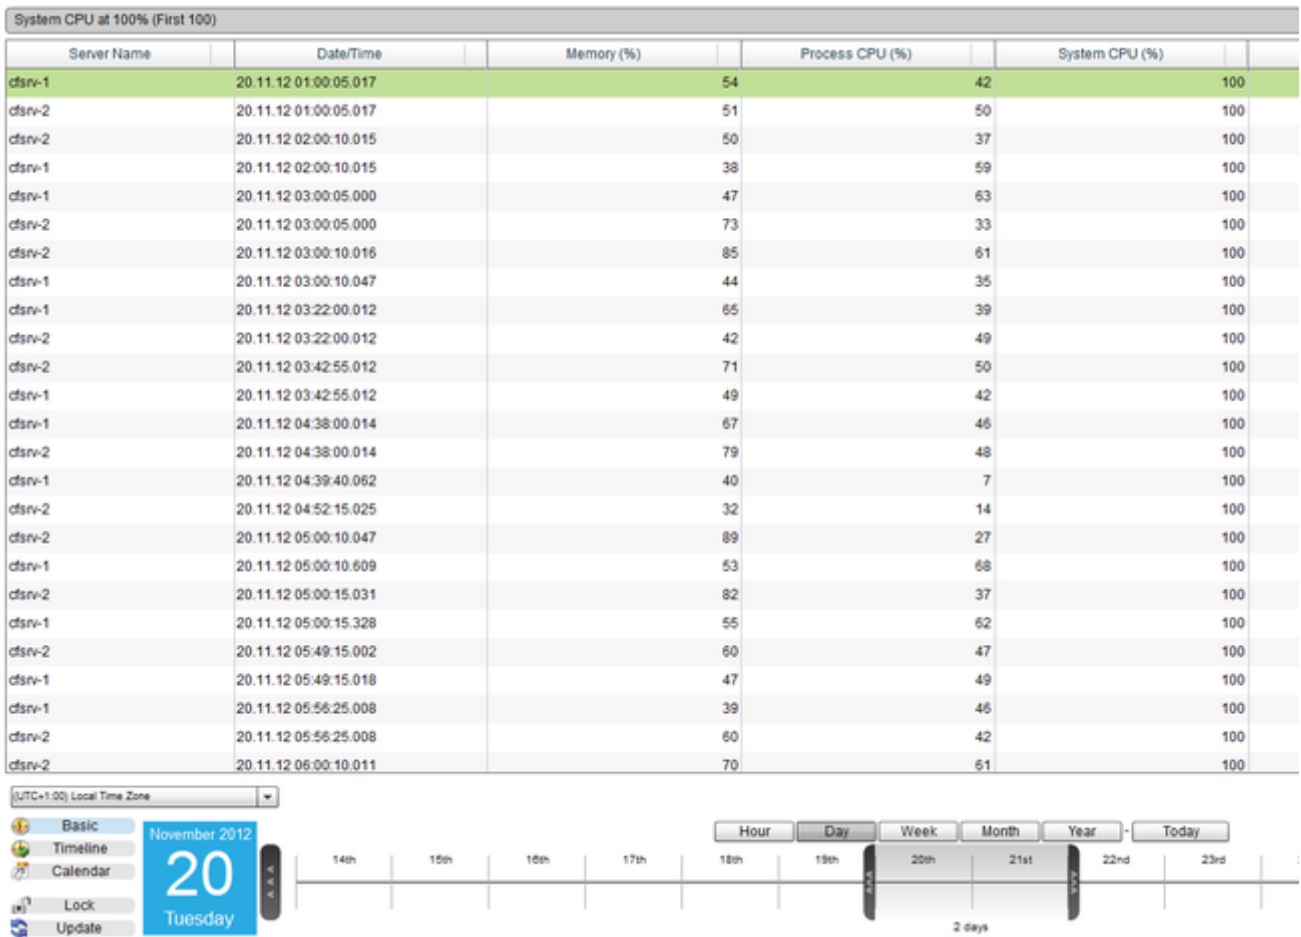 System CPU at 100% (First 100)
Server Name Date/Time Memory (%) Process CPU (%) System CPU (%)
cfsrv-1 20.11.12 01:00:05.017 54 42 100
cfsrv-2 20.11.12 01:00:05.017 51 50 100
cfsrv-2 20.11.12 02:00:10.015 50 37 100
cfsrv-1 20.11.12 02:00:10.015 38 59 100
cfsrv-1 20.11.12 03:00:05.000 47 63 100
cfsrv-2 20.11.12 03:00:05.000 73 33 100
cfsrv-2 20.11.12 03:00:10.016 85 61 100
cfsrv-1 20.11.12 03:00:10.047 44 35 100
cfsrv-1 20.11.12 03:22:00.012 65 39 100
cfsrv-2 20.11.12 03:22:00.012 42 49 100
cfsrv-2 20.11.12 03:42:55.012 71 50 100
cfsrv-1 20.11.12 03:42:55.012 49 42 100
cfsrv-1 20.11.12 04:38:00.014 67 46 100
cfsrv-2 20.11.12 04:38:00.014 79 48 100
cfsrv-1 20.11.12 04:39:40.062 40 7 100
cfsrv-2 20.11.12 04:52:15.025 32 14 100
cfsrv-2 20.11.12 05:00:10.047 89 27 100
cfsrv-1 20.11.12 05:00:10.609 53 68 100
cfsrv-2 20.11.12 05:00:15.031 82 37 100
cfsrv-1 20.11.12 05:00:15.328 55 62 100
cfsrv-2 20.11.12 05:49:15.002 60 47 100
cfsrv-1 20.11.12 05:49:15.018 47 49 100
cfsrv-1 20.11.12 05:56:25.008 39 46 100
cfsrv-2 20.11.12 05:56:25.008 60 42 100
cfsrv-2 20.11.12 06:00:10.011 70 61 100
(UTC+1:00) Local Time Zone
Basic
Timeline
Calendar
Lock
Update
November 2012
20
Tuesday
Hour Day Week Month Year - Today
14th 15th 16th 17th 18th 19th 20th 21st 22nd 23rd
2 days